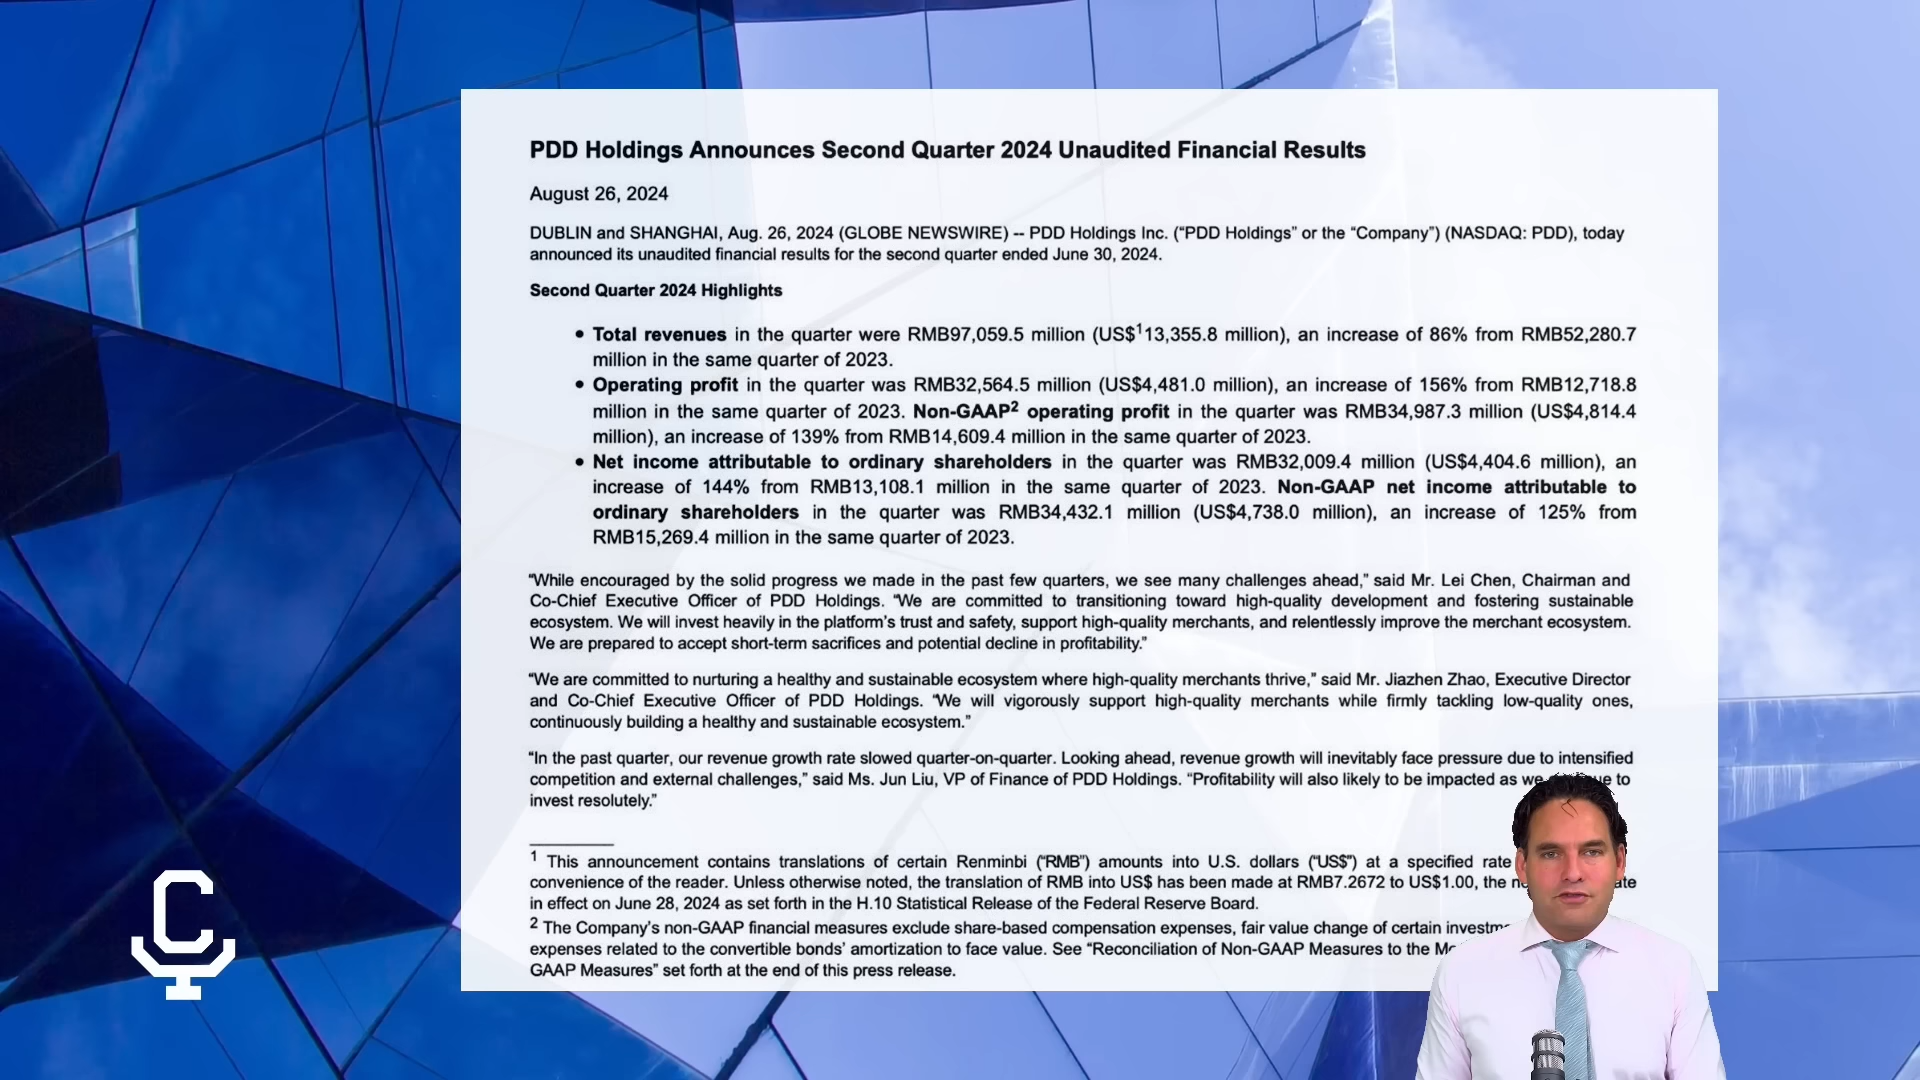 PDD Holdings Announces Second Quarter 2024 Unaudited Financial Results
August 26, 2024
DUBLIN and SHANGHAI, Aug. 26, 2024 (GLOBE NEWSWIRE) -- PDD Holdings Inc. (“PDD Holdings” or the “Company”) (NASDAQ: PDD), today
announced its unaudited financial results for the second quarter ended June 30, 2024.
Second Quarter 2024 Highlights
• Total revenues in the quarter were RMB97,059.5 million (US$¹13,355.8 million), an increase of 86% from RMB52,280.7
million in the same quarter of 2023.
• Operating profit in the quarter was RMB32,564.5 million (US$4,481.0 million), an increase of 156% from RMB12,718.8
million in the same quarter of 2023. Non-GAAP² operating profit in the quarter was RMB34,987.3 million (US$4,814.4
million), an increase of 139% from RMB14,609.4 million in the same quarter of 2023.
• Net income attributable to ordinary shareholders in the quarter was RMB32,009.4 million (US$4,404.6 million), an
increase of 144% from RMB13,108.1 million in the same quarter of 2023. Non-GAAP net income attributable to
ordinary shareholders in the quarter was RMB34,432.1 million (US$4,738.0 million), an increase of 125% from
RMB15,269.4 million in the same quarter of 2023.
“While encouraged by the solid progress we made in the past few quarters, we see many challenges ahead,” said Mr. Lei Chen, Chairman and
Co-Chief Executive Officer of PDD Holdings. “We are committed to transitioning toward high-quality development and fostering sustainable
ecosystem. We will invest heavily in the platform’s trust and safety, support high-quality merchants, and relentlessly improve the merchant ecosystem.
We are prepared to accept short-term sacrifices and potential decline in profitability.”
“We are committed to nurturing a healthy and sustainable ecosystem where high-quality merchants thrive,” said Mr. Jiazhen Zhao, Executive Director
and Co-Chief Executive Officer of PDD Holdings. “We will vigorously support high-quality merchants while firmly tackling low-quality ones,
continuously building a healthy and sustainable ecosystem.”
“In the past quarter, our revenue growth rate slowed quarter-on-quarter. Looking ahead, revenue growth will inevitably face pressure due to intensified
competition and external challenges,” said Ms. Jun Liu, VP of Finance of PDD Holdings. “Profitability will also likely to be impacted as we to
invest resolutely.”
¹ This announcement contains translations of certain Renminbi (“RMB”) amounts into U.S. dollars (“US$”) at a specified rate
convenience of the reader. Unless otherwise noted, the translation of RMB into US$ has been made at RMB7.2672 to US$1.00, the
in effect on June 28, 2024 as set forth in the H.10 Statistical Release of the Federal Reserve Board.
² The Company’s non-GAAP financial measures exclude share-based compensation expenses, fair value change of certain
expenses related to the convertible bonds’ amortization to face value. See “Reconciliation of Non-GAAP Measures to the
GAAP Measures” set forth at the end of this press release.